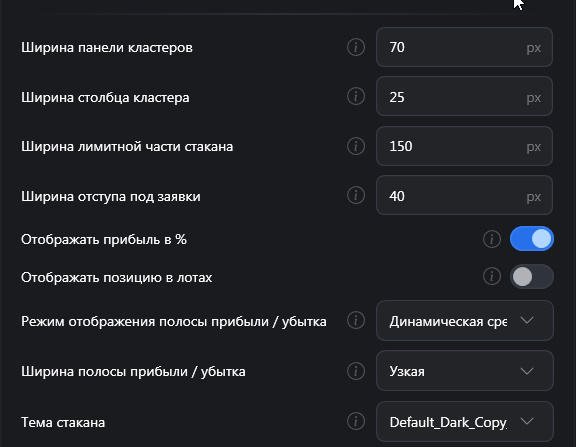 Ширина панели кластеров 70 px
Ширина столбца кластера 25 px
Ширина лимитной части стакана 150 px
Ширина отступа под заявки 40 px
Отображать прибыль в %
Отображать позицию в лотах
Режим отображения полосы прибыли / убытка Динамическая сре
Ширина полосы прибыли / убытка Узкая
Тема стакана Default_Dark_Copy_